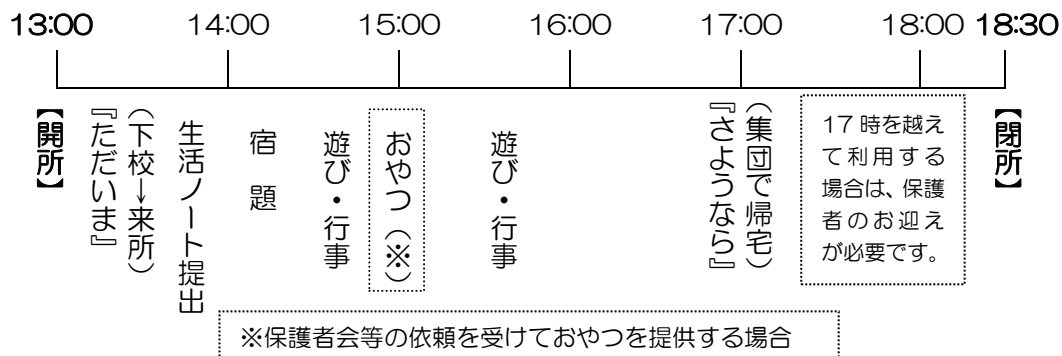 13:00 14:00 15:00 16:00 17:00 18:00 18:30
【開所】
『ただいま』
（下校→来所）
生活ノート提出
宿題
遊び・行事
おやつ（※）
遊び・行事
『さようなら』
（集団で帰宅）
17時を越え
て利用する
場合は、保護
者のお迎え
が必要です。
【閉所】
※保護者会等の依頼を受けておやつを提供する場合